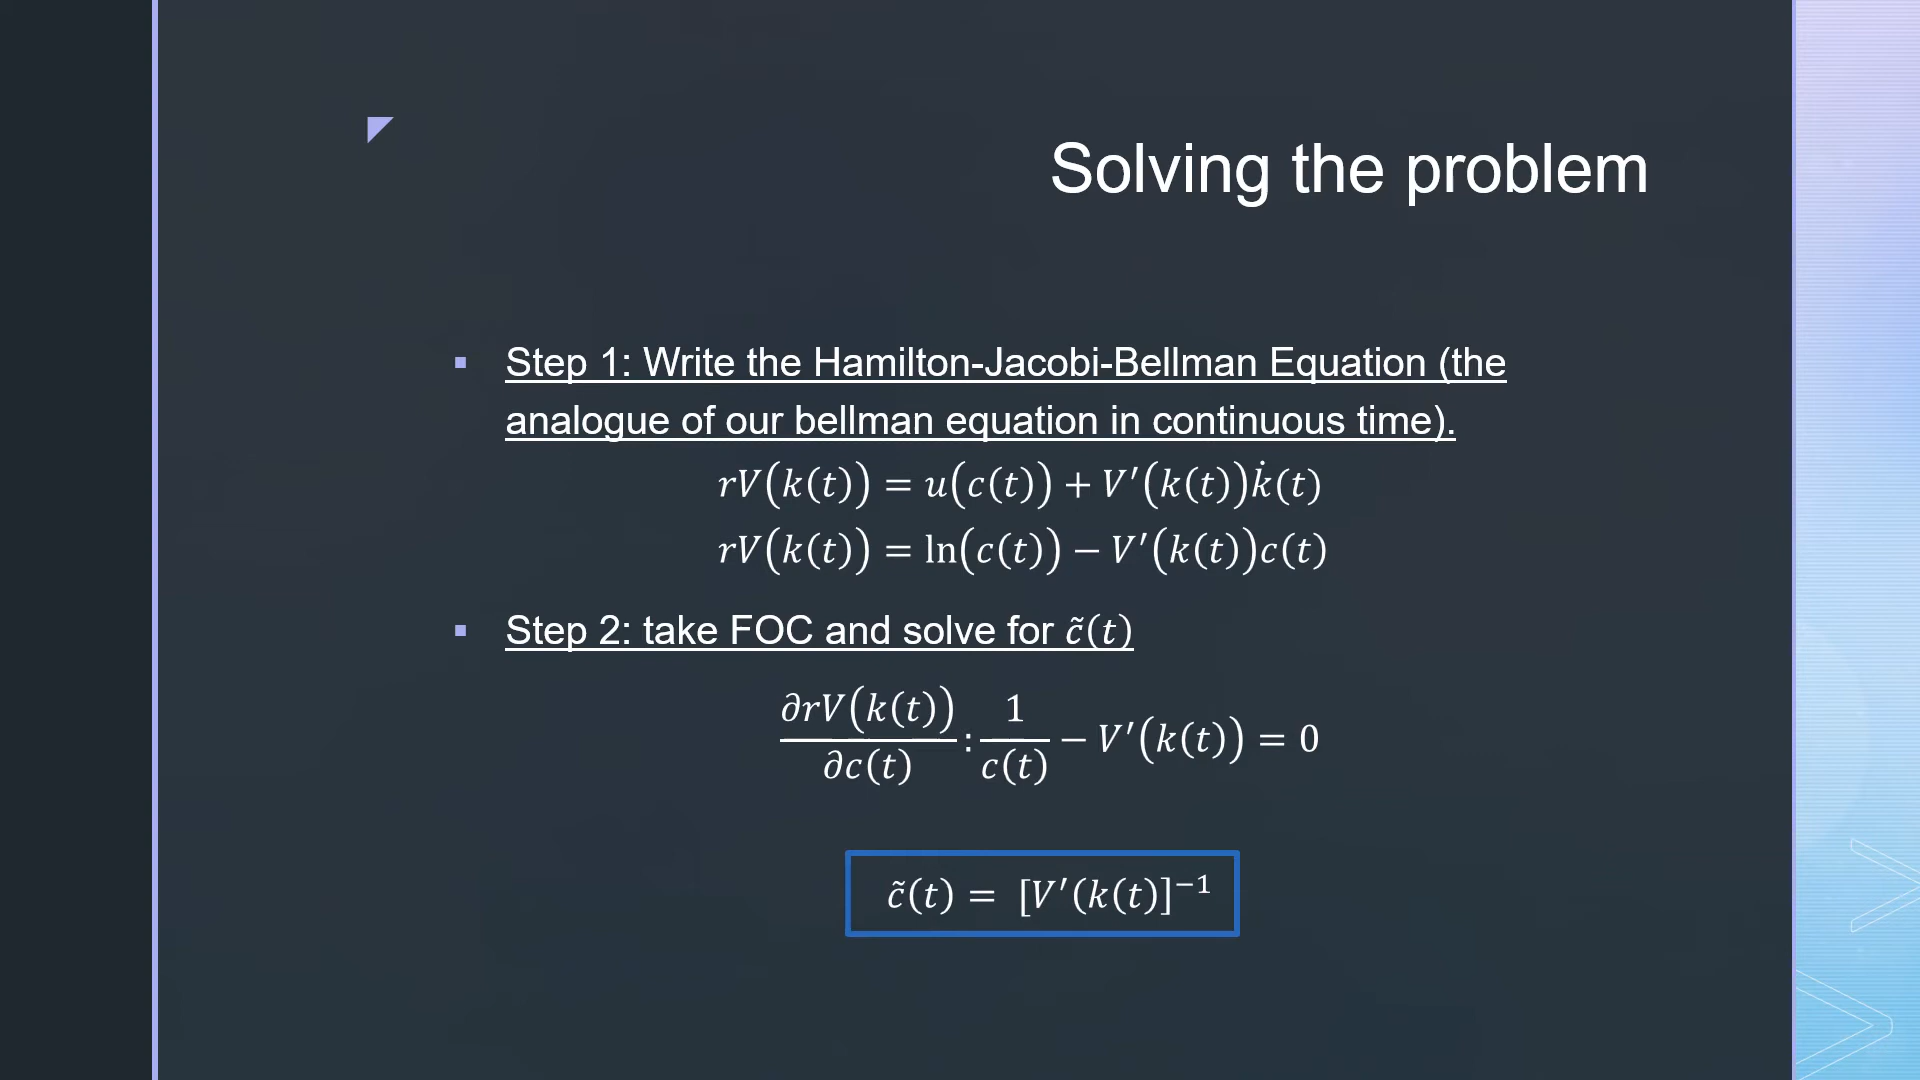 Solving the problem
▪ Step 1: Write the Hamilton-Jacobi-Bellman Equation (the
analogue of our bellman equation in continuous time).
rV(k(t)) = u(c(t)) + V′(k(t))k̇(t)
rV(k(t)) = ln(c(t)) − V′(k(t))c(t)
▪ Step 2: take FOC and solve for c̃(t)
∂rV(k(t))/∂c(t) : 1/c(t) − V′(k(t)) = 0
c̃(t) = [V′(k(t)]⁻¹